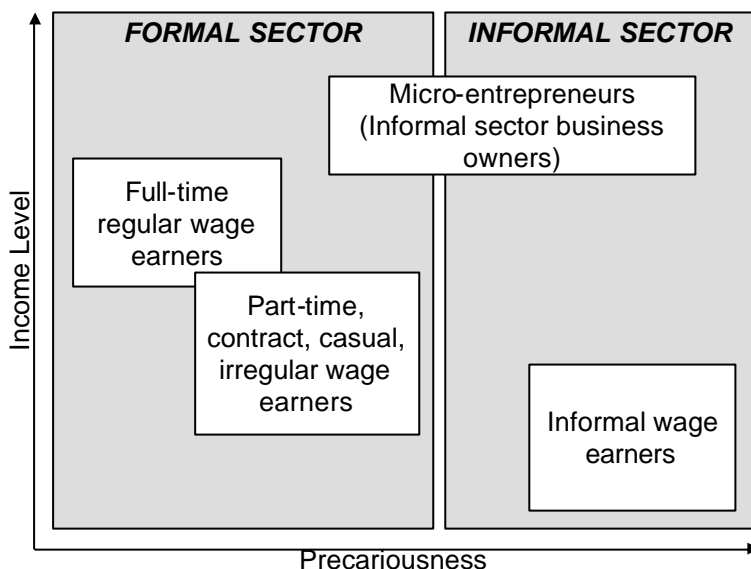 FORMAL SECTOR
INFORMAL SECTOR
Micro-entrepreneurs
(Informal sector business
owners)
Full-time
regular wage
earners
Part-time,
contract, casual,
irregular wage
earners
Informal wage
earners
Income Level
Precariousness